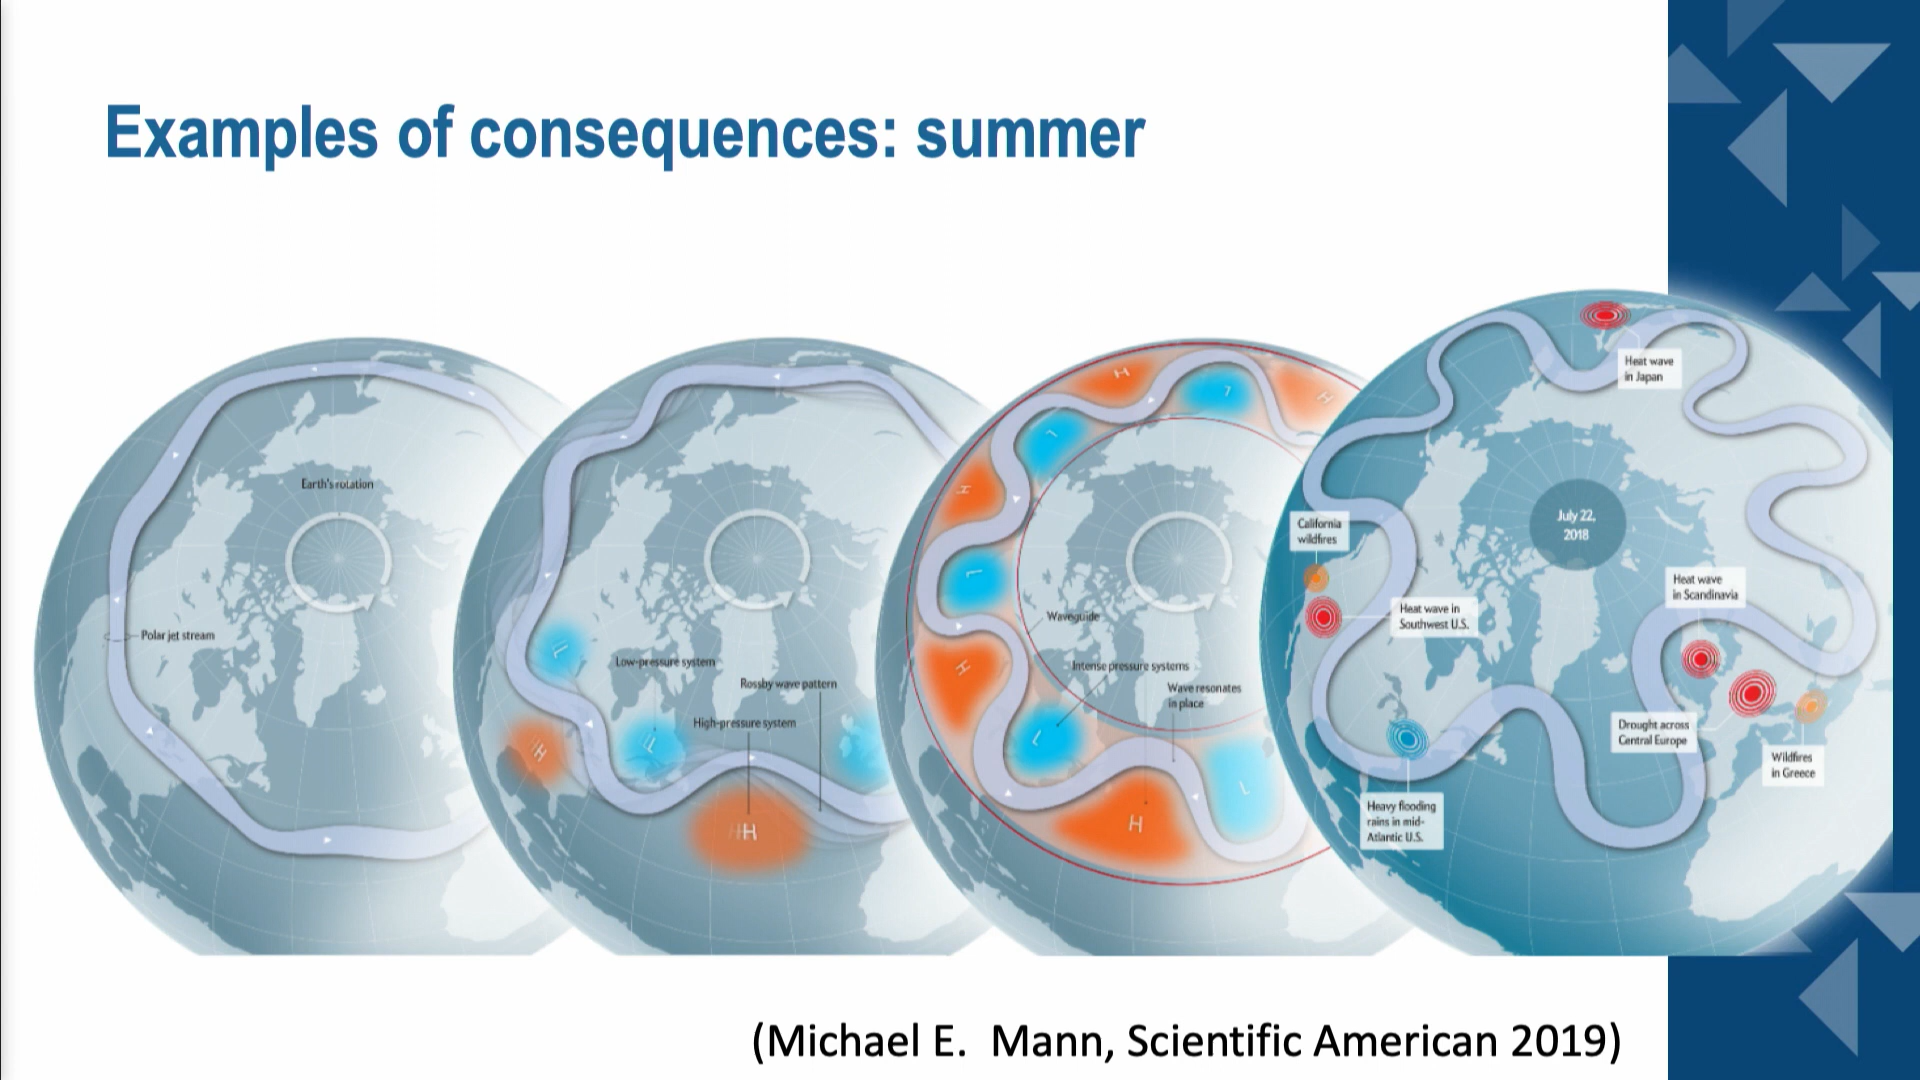 Examples of consequences: summer
Earth's rotation
Polar jet stream
L
Low-pressure system
Rossby wave pattern
High-pressure system
H
L
H
H
L
H
L
H
L
H
Waveguide
Intense pressure systems
Wave resonates
in place
L
H
L
Heat wave
in Japan
July 22,
2018
California
wildfires
Heat wave
in Scandinavia
Heat wave in
Southwest U.S.
Drought across
Central Europe
Wildfires
in Greece
Heavy flooding
rains in mid-
Atlantic U.S.
(Michael E. Mann, Scientific American 2019)